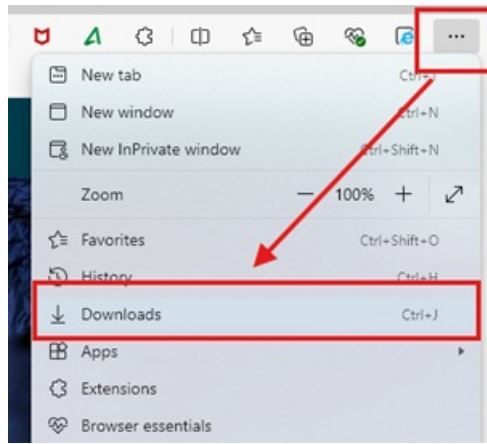 New tab Ctrl+T
New window Ctrl+N
New InPrivate window Ctrl+Shift+N
Zoom 100%
Favorites Ctrl+Shift+O
History Ctrl+H
Downloads Ctrl+J
Apps
Extensions
Browser essentials